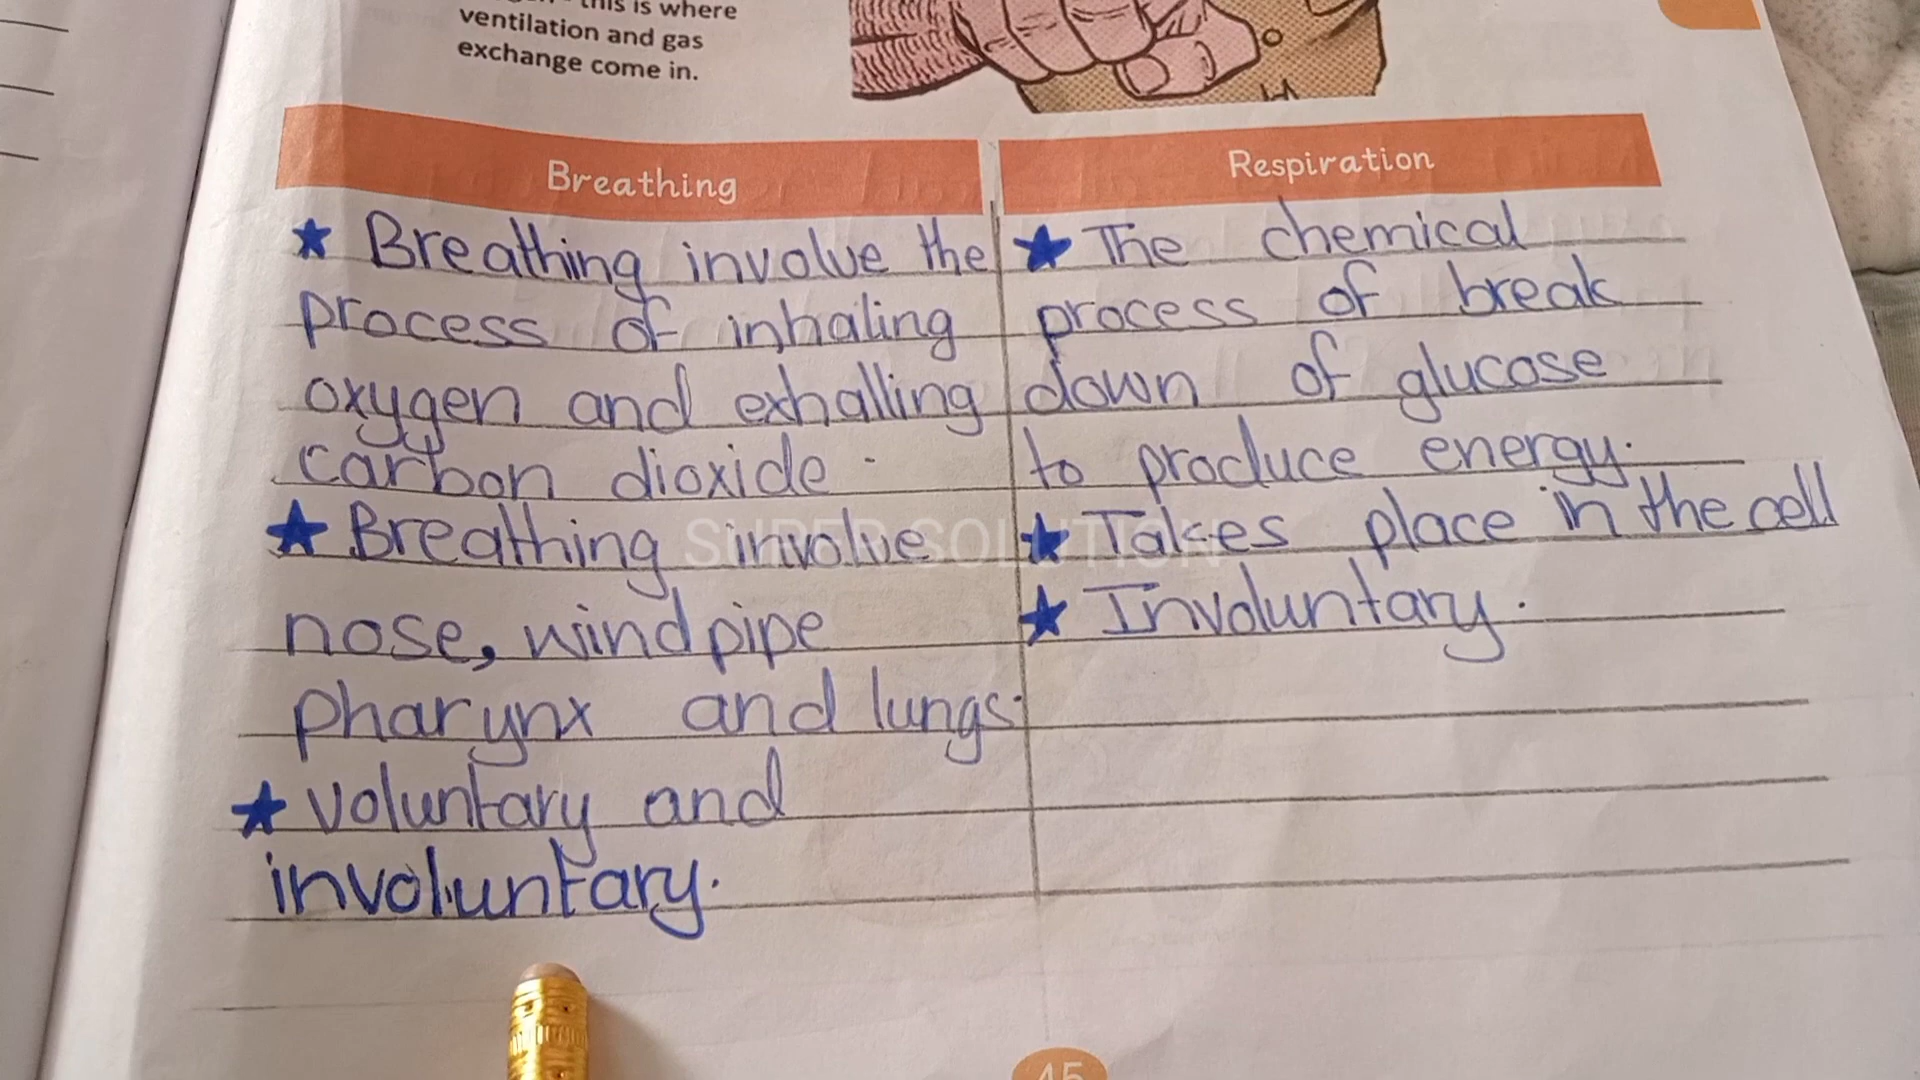 this is where
ventilation and gas
exchange come in.
Breathing
★ Breathing involve the
process of inhaling
oxygen and exhalling
carbon dioxide.
★ Breathing involve
nose, windpipe
pharynx and lungs.
★ voluntary and
involuntary.
Respiration
★ The chemical
process of break
down of glucose
to produce energy.
★ Takes place in the cell
★ Involuntary.
SUPER SOLUTION
45